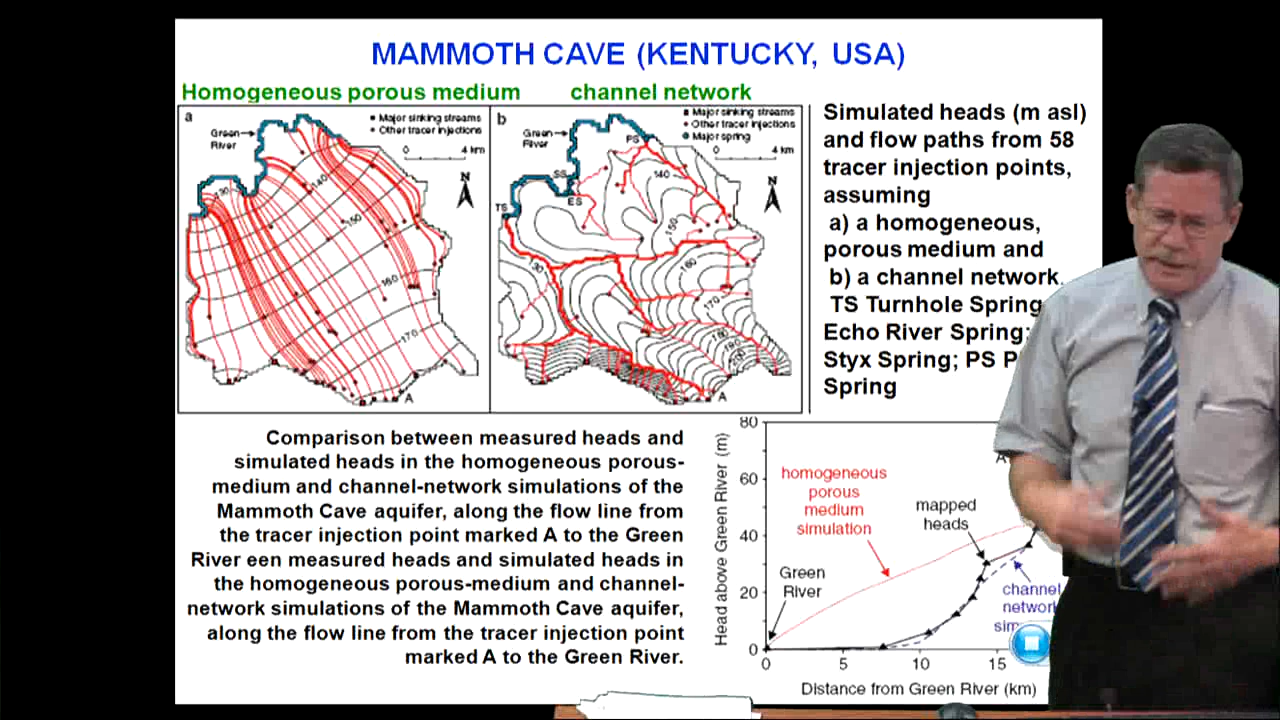 MAMMOTH CAVE (KENTUCKY, USA)
Homogeneous porous medium
channel network
a
Green
River
Major sinking streams
Other tracer injections
0 4 km
N
130
140
150
160
170
A
b
Green
River
Major sinking streams
Other tracer injections
Major spring
0 4 km
N
PS
SS
ES
TS
140
150
130
160
170
180
190
200
A
Simulated heads (m asl)
and flow paths from 58
tracer injection points,
assuming
a) a homogeneous,
porous medium and
b) a channel network.
TS Turnhole Spring
Echo River Spring;
Styx Spring; PS P
Spring
Comparison between measured heads and
simulated heads in the homogeneous porous-
medium and channel-network simulations of the
Mammoth Cave aquifer, along the flow line from
the tracer injection point marked A to the Green
River een measured heads and simulated heads in
the homogeneous porous-medium and channel-
network simulations of the Mammoth Cave aquifer,
along the flow line from the tracer injection point
marked A to the Green River.
Head above Green River (m)
80
60
40
20
0
homogeneous
porous
medium
simulation
mapped
heads
Green
River
channel
network
sim
A
0 5 10 15
Distance from Green River (km)